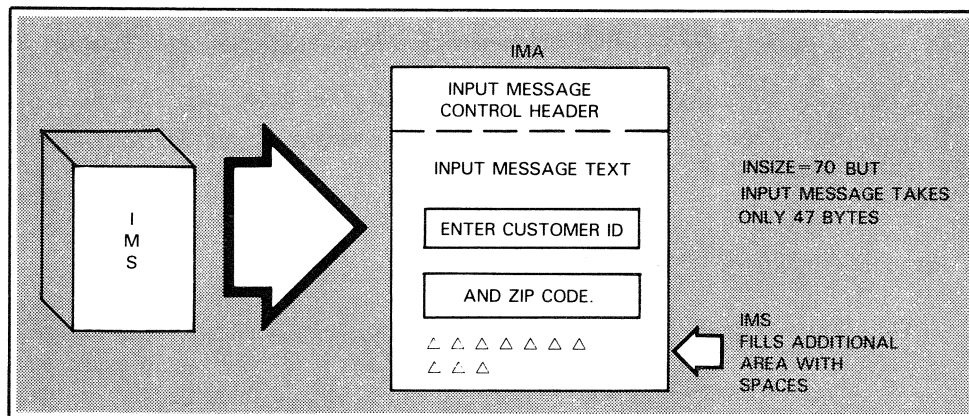 IMA
INPUT MESSAGE
CONTROL HEADER
I
M
S
INPUT MESSAGE TEXT
ENTER CUSTOMER ID
AND ZIP CODE.
△ △ △ △ △ △ △
△ △ △
INSIZE=70 BUT
INPUT MESSAGE TAKES
ONLY 47 BYTES
IMS
FILLS ADDITIONAL
AREA WITH
SPACES